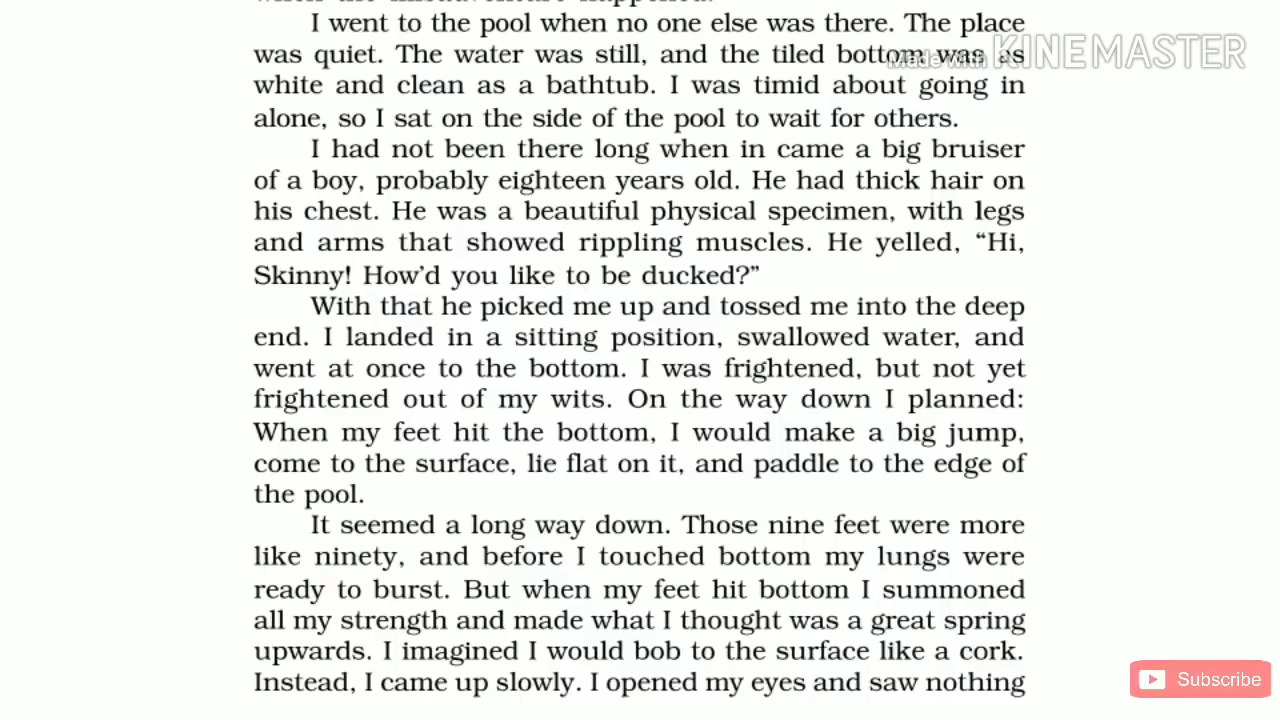 when the misadventure happened.
I went to the pool when no one else was there. The place
was quiet. The water was still, and the tiled bottom was as
Made with KINEMASTER
white and clean as a bathtub. I was timid about going in
alone, so I sat on the side of the pool to wait for others.
I had not been there long when in came a big bruiser
of a boy, probably eighteen years old. He had thick hair on
his chest. He was a beautiful physical specimen, with legs
and arms that showed rippling muscles. He yelled, “Hi,
Skinny! How’d you like to be ducked?”
With that he picked me up and tossed me into the deep
end. I landed in a sitting position, swallowed water, and
went at once to the bottom. I was frightened, but not yet
frightened out of my wits. On the way down I planned:
When my feet hit the bottom, I would make a big jump,
come to the surface, lie flat on it, and paddle to the edge of
the pool.
It seemed a long way down. Those nine feet were more
like ninety, and before I touched bottom my lungs were
ready to burst. But when my feet hit bottom I summoned
all my strength and made what I thought was a great spring
upwards. I imagined I would bob to the surface like a cork.
Instead, I came up slowly. I opened my eyes and saw nothing
Subscribe